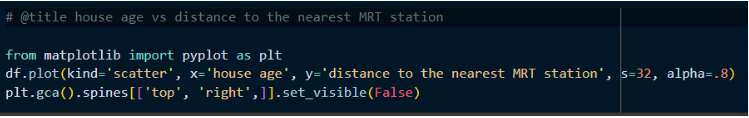 # @title house age vs distance to the nearest MRT station
from matplotlib import pyplot as plt
df.plot(kind='scatter', x='house age', y='distance to the nearest MRT station', s=32, alpha=.8)
plt.gca().spines[['top', 'right',]].set_visible(False)